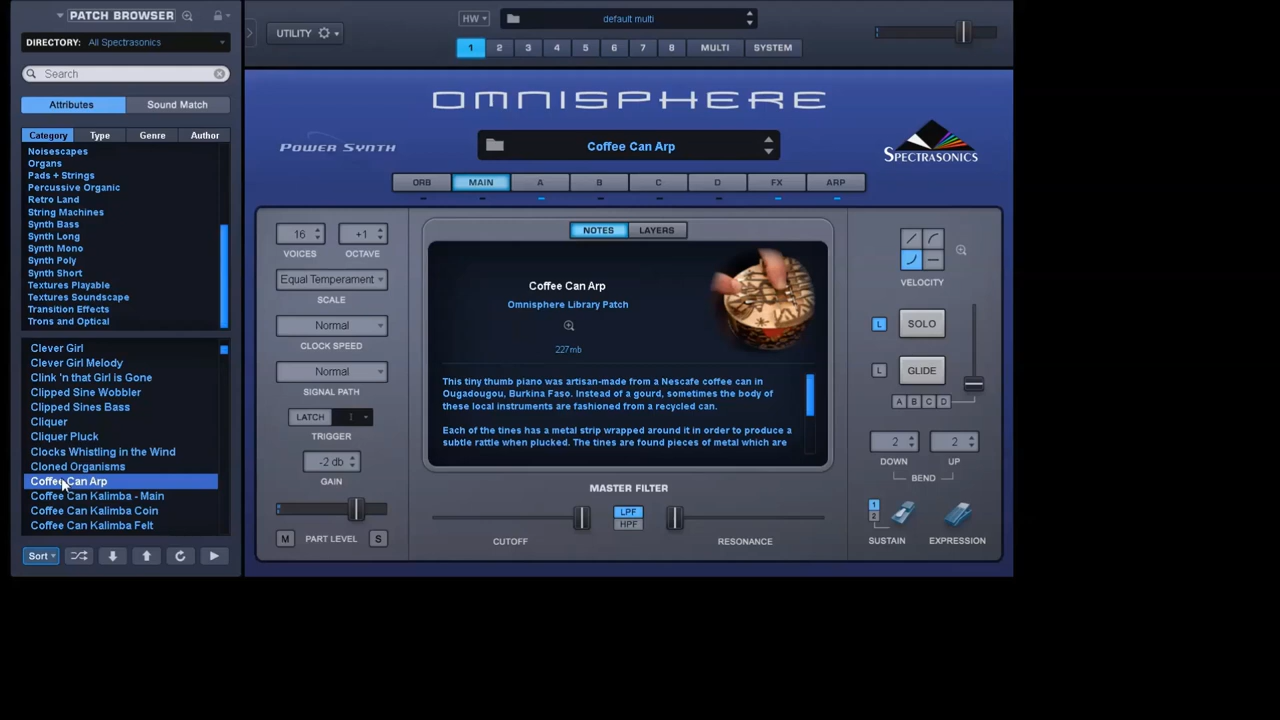 PATCH BROWSER
DIRECTORY: All Spectrasonics
Search
Attributes Sound Match
Category Type Genre Author
Noisescapes
Organs
Pads + Strings
Percussive Organic
Retro Land
String Machines
Synth Bass
Synth Long
Synth Mono
Synth Poly
Synth Short
Textures Playable
Textures Soundscape
Transition Effects
Trons and Optical
Clever Girl
Clever Girl Melody
Clink 'n that Girl is Gone
Clipped Sine Wobbler
Clipped Sines Bass
Cliquer
Cliquer Pluck
Clocks Whistling in the Wind
Cloned Organisms
Coffee Can Arp
Coffee Can Kalimba - Main
Coffee Can Kalimba Coin
Coffee Can Kalimba Felt
Sort
UTILITY
HW
default multi
1 2 3 4 5 6 7 8 MULTI SYSTEM
OMNISPHERE
POWER SYNTH
Coffee Can Arp
SPECTRASONICS
ORB MAIN A B C D FX ARP
16 +1
VOICES OCTAVE
Equal Temperament
SCALE
Normal
CLOCK SPEED
Normal
SIGNAL PATH
LATCH 1
TRIGGER
-2 db
GAIN
M PART LEVEL S
NOTES LAYERS
Coffee Can Arp
Omnisphere Library Patch
227mb
This tiny thumb piano was artisan-made from a Nescafe coffee can in
Ougadougou, Burkina Faso. Instead of a gourd, sometimes the body of
these local instruments are fashioned from a recycled can.
Each of the tines has a metal strip wrapped around it in order to produce a
subtle rattle when plucked. The tines are found pieces of metal which are
MASTER FILTER
LPF
HPF
CUTOFF RESONANCE
VELOCITY
L SOLO
L GLIDE
A B C D
2 2
DOWN UP
BEND
1
2
SUSTAIN EXPRESSION